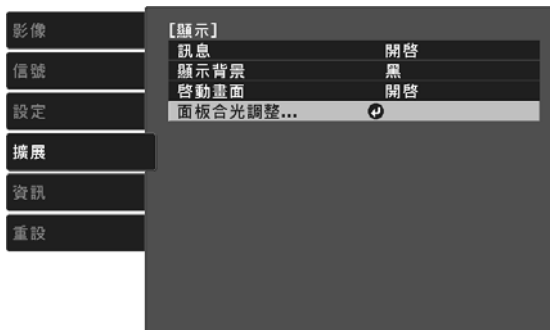 影像
信號
設定
擴展
資訊
重設
[顯示]
訊息 開啓
顯示背景 黑
啓動畫面 開啓
面板合光調整...